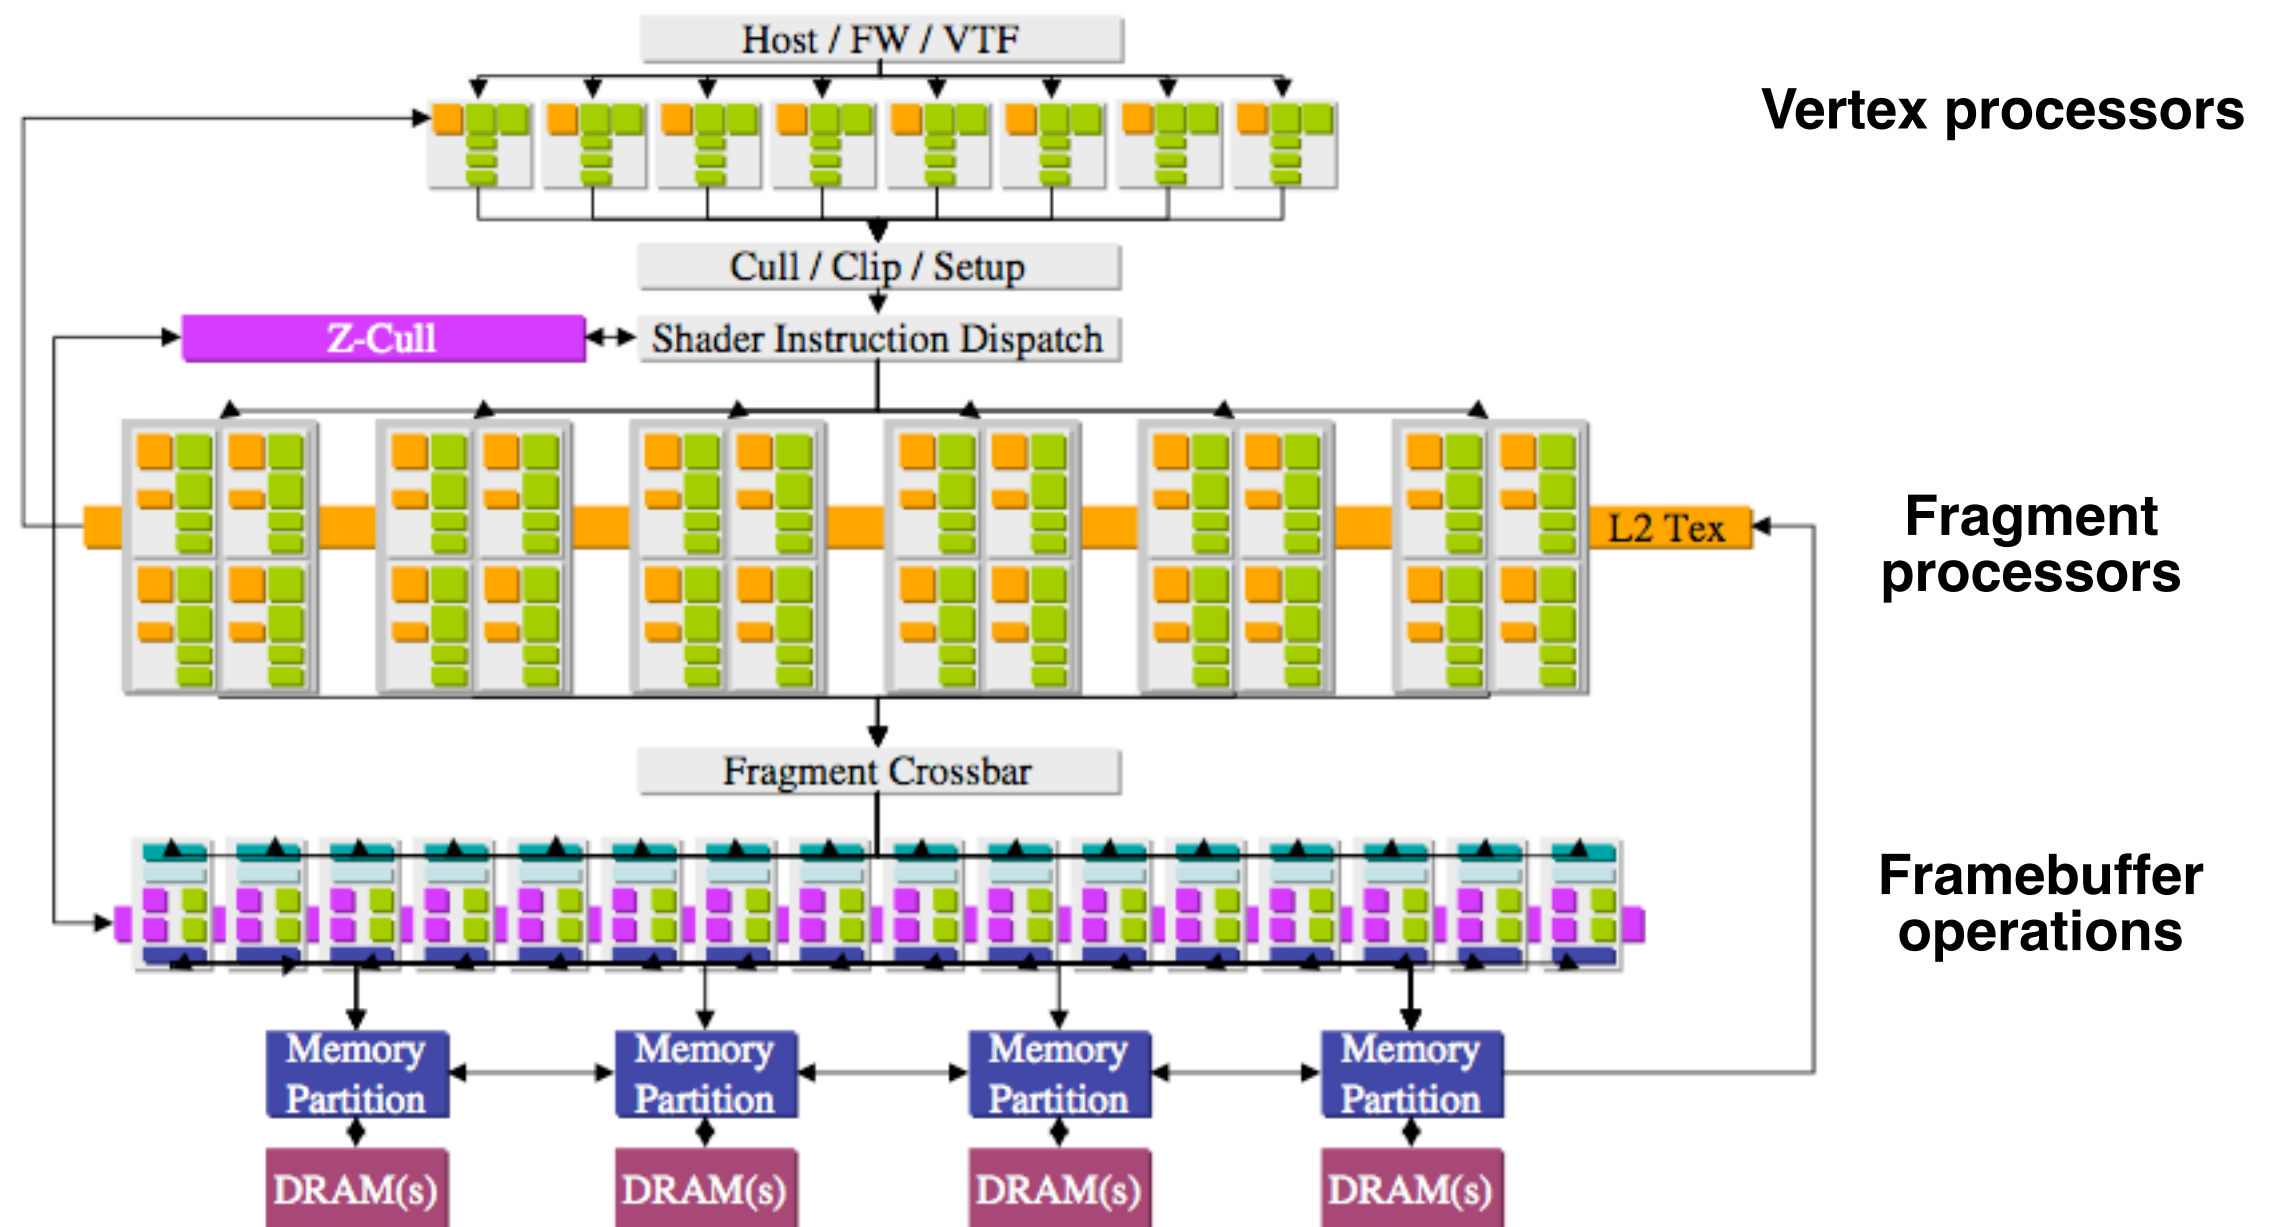 Host / FW / VTF
Vertex processors
Cull / Clip / Setup
Z-Cull
Shader Instruction Dispatch
L2 Tex
Fragment
processors
Fragment Crossbar
Framebuffer
operations
Memory
Partition
Memory
Partition
Memory
Partition
Memory
Partition
DRAM(s)
DRAM(s)
DRAM(s)
DRAM(s)